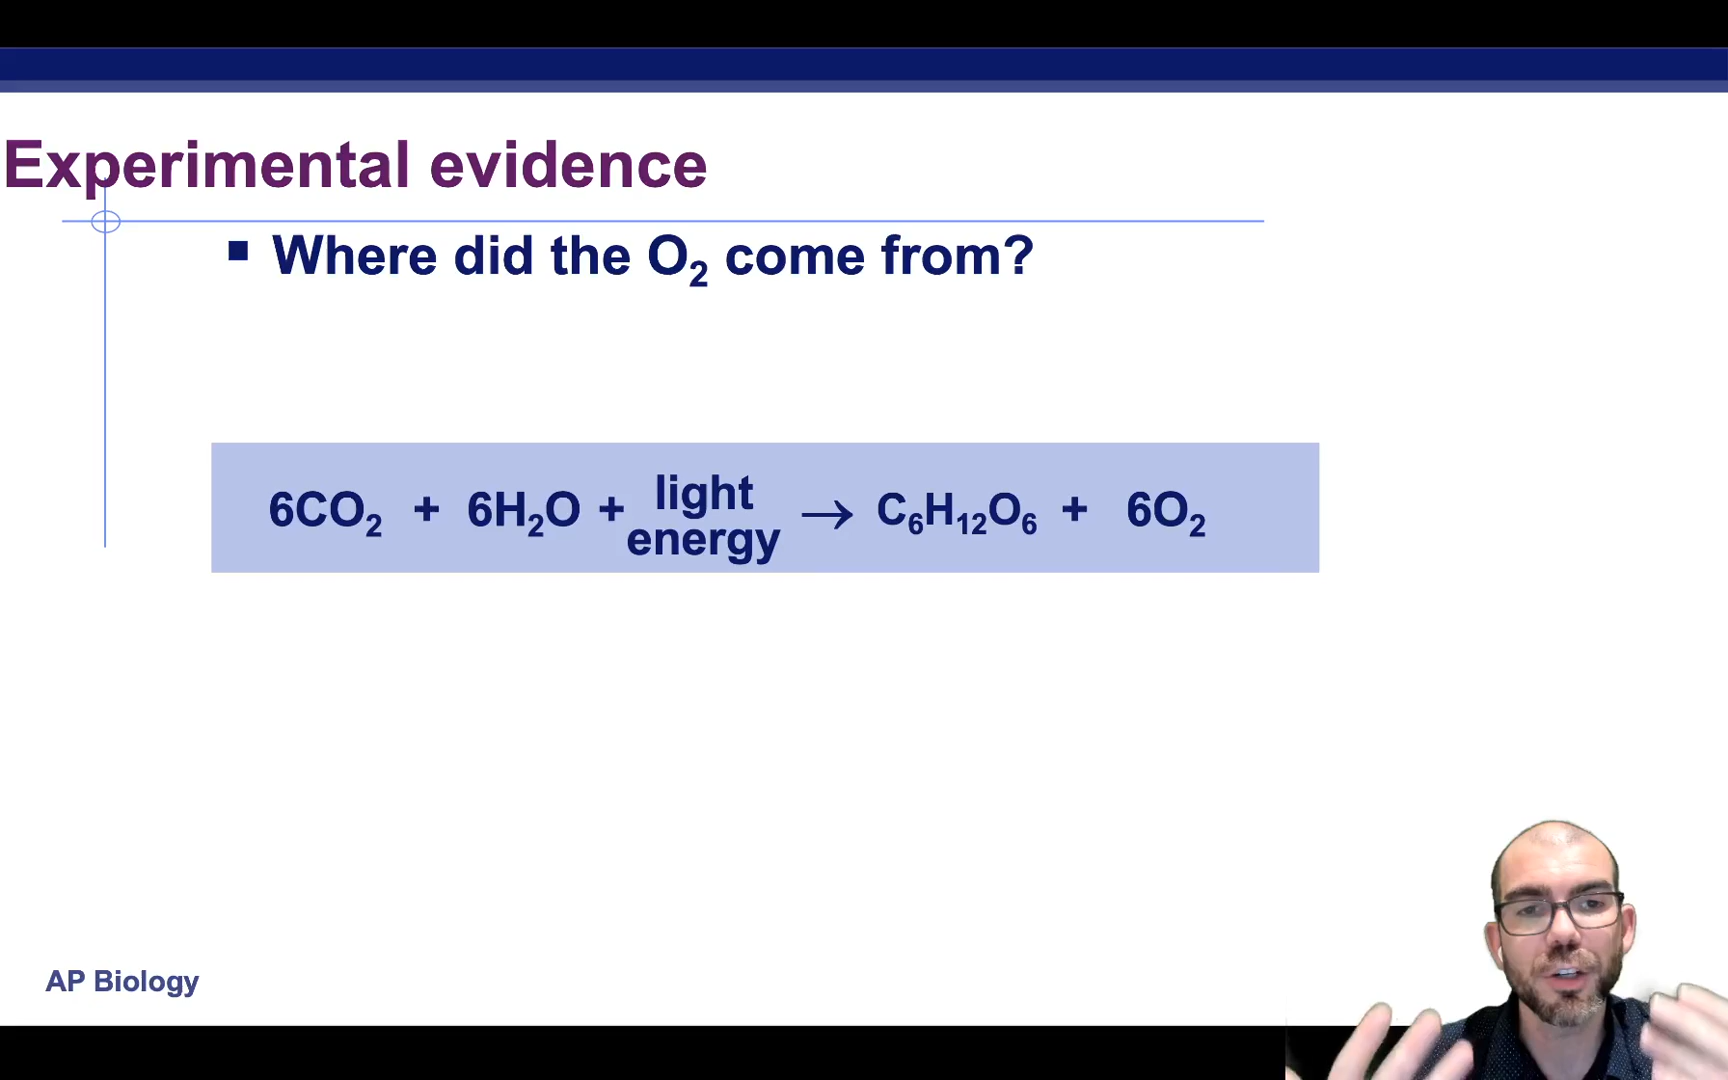 Experimental evidence
▪ Where did the O₂ come from?
6CO₂ + 6H₂O + light energy → C₆H₁₂O₆ + 6O₂
AP Biology